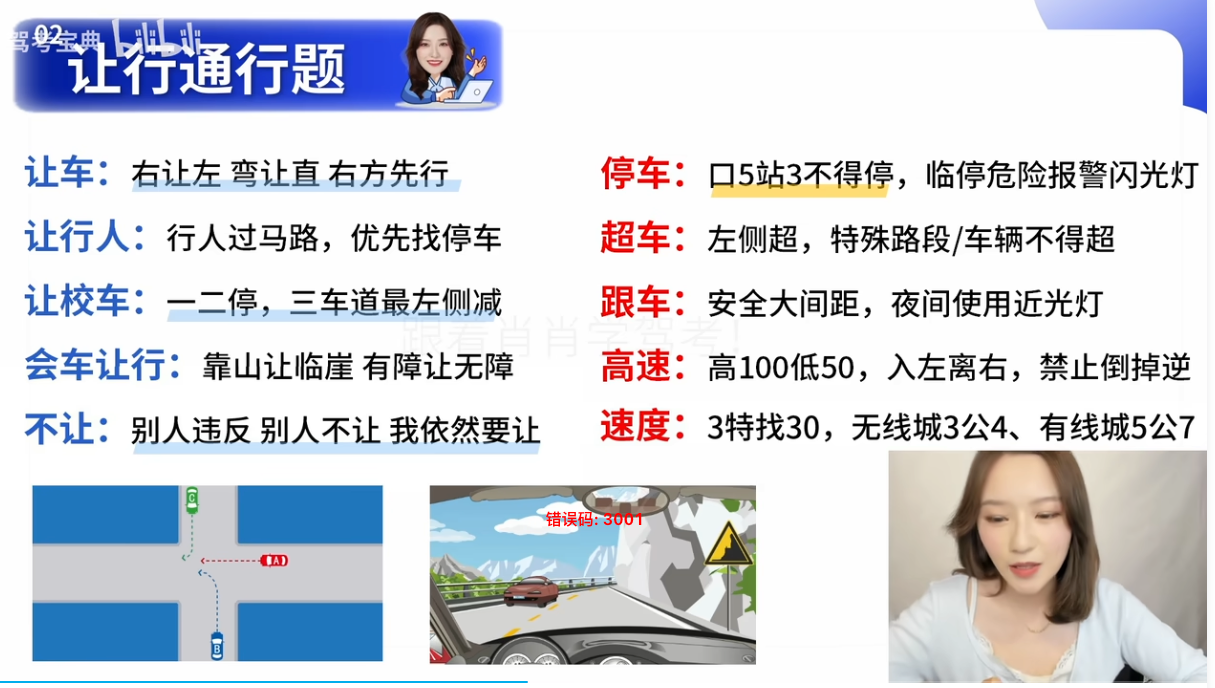 02
驾考宝典 bilibili
让行通行题
让车：右让左 弯让直 右方先行
让行人：行人过马路，优先找停车
让校车：一二停，三车道最左侧减
会车让行：靠山让临崖 有障让无障
不让：别人违反 别人不让 我依然要让
停车：口5站3不得停，临停危险报警闪光灯
超车：左侧超，特殊路段/车辆不得超
跟车：安全大间距，夜间使用近光灯
高速：高100低50，入左离右，禁止倒掉逆
速度：3特找30，无线城3公4、有线城5公7
跟着肖肖学驾考！
C
A
B
错误码: 3001